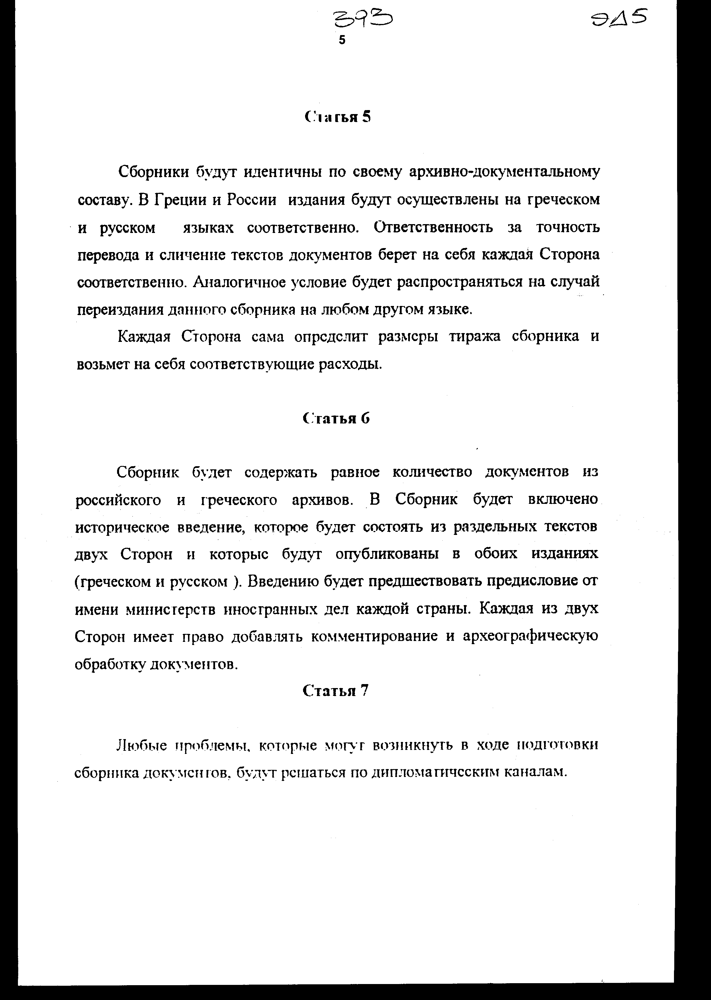 393
5
Статья 5
Сборники будут идентичны по своему архивно-документальному
составу. В Греции и России издания будут осуществлены на греческом
и русском языках соответственно. Ответственность за точность
перевода и сличение текстов документов берет на себя каждая Сторона
соответственно. Аналогичное условие будет распространяться на случай
переиздания данного сборника на любом другом языке.
Каждая Сторона сама определит размеры тиража сборника и
возьмет на себя соответствующие расходы.
Статья 6
Сборник будет содержать равное количество документов из
российского и греческого архивов. В Сборник будет включено
историческое введение, которое будет состоять из раздельных текстов
двух Сторон и которые будут опубликованы в обоих изданиях
(греческом и русском ). Введению будет предшествовать предисловие от
имени министерств иностранных дел каждой страны. Каждая из двух
Сторон имеет право добавлять комментирование и археографическую
обработку документов.
Статья 7
Любые проблемы, которые могут возникнуть в ходе подготовки
сборника документов, будут решаться по дипломатическим каналам.